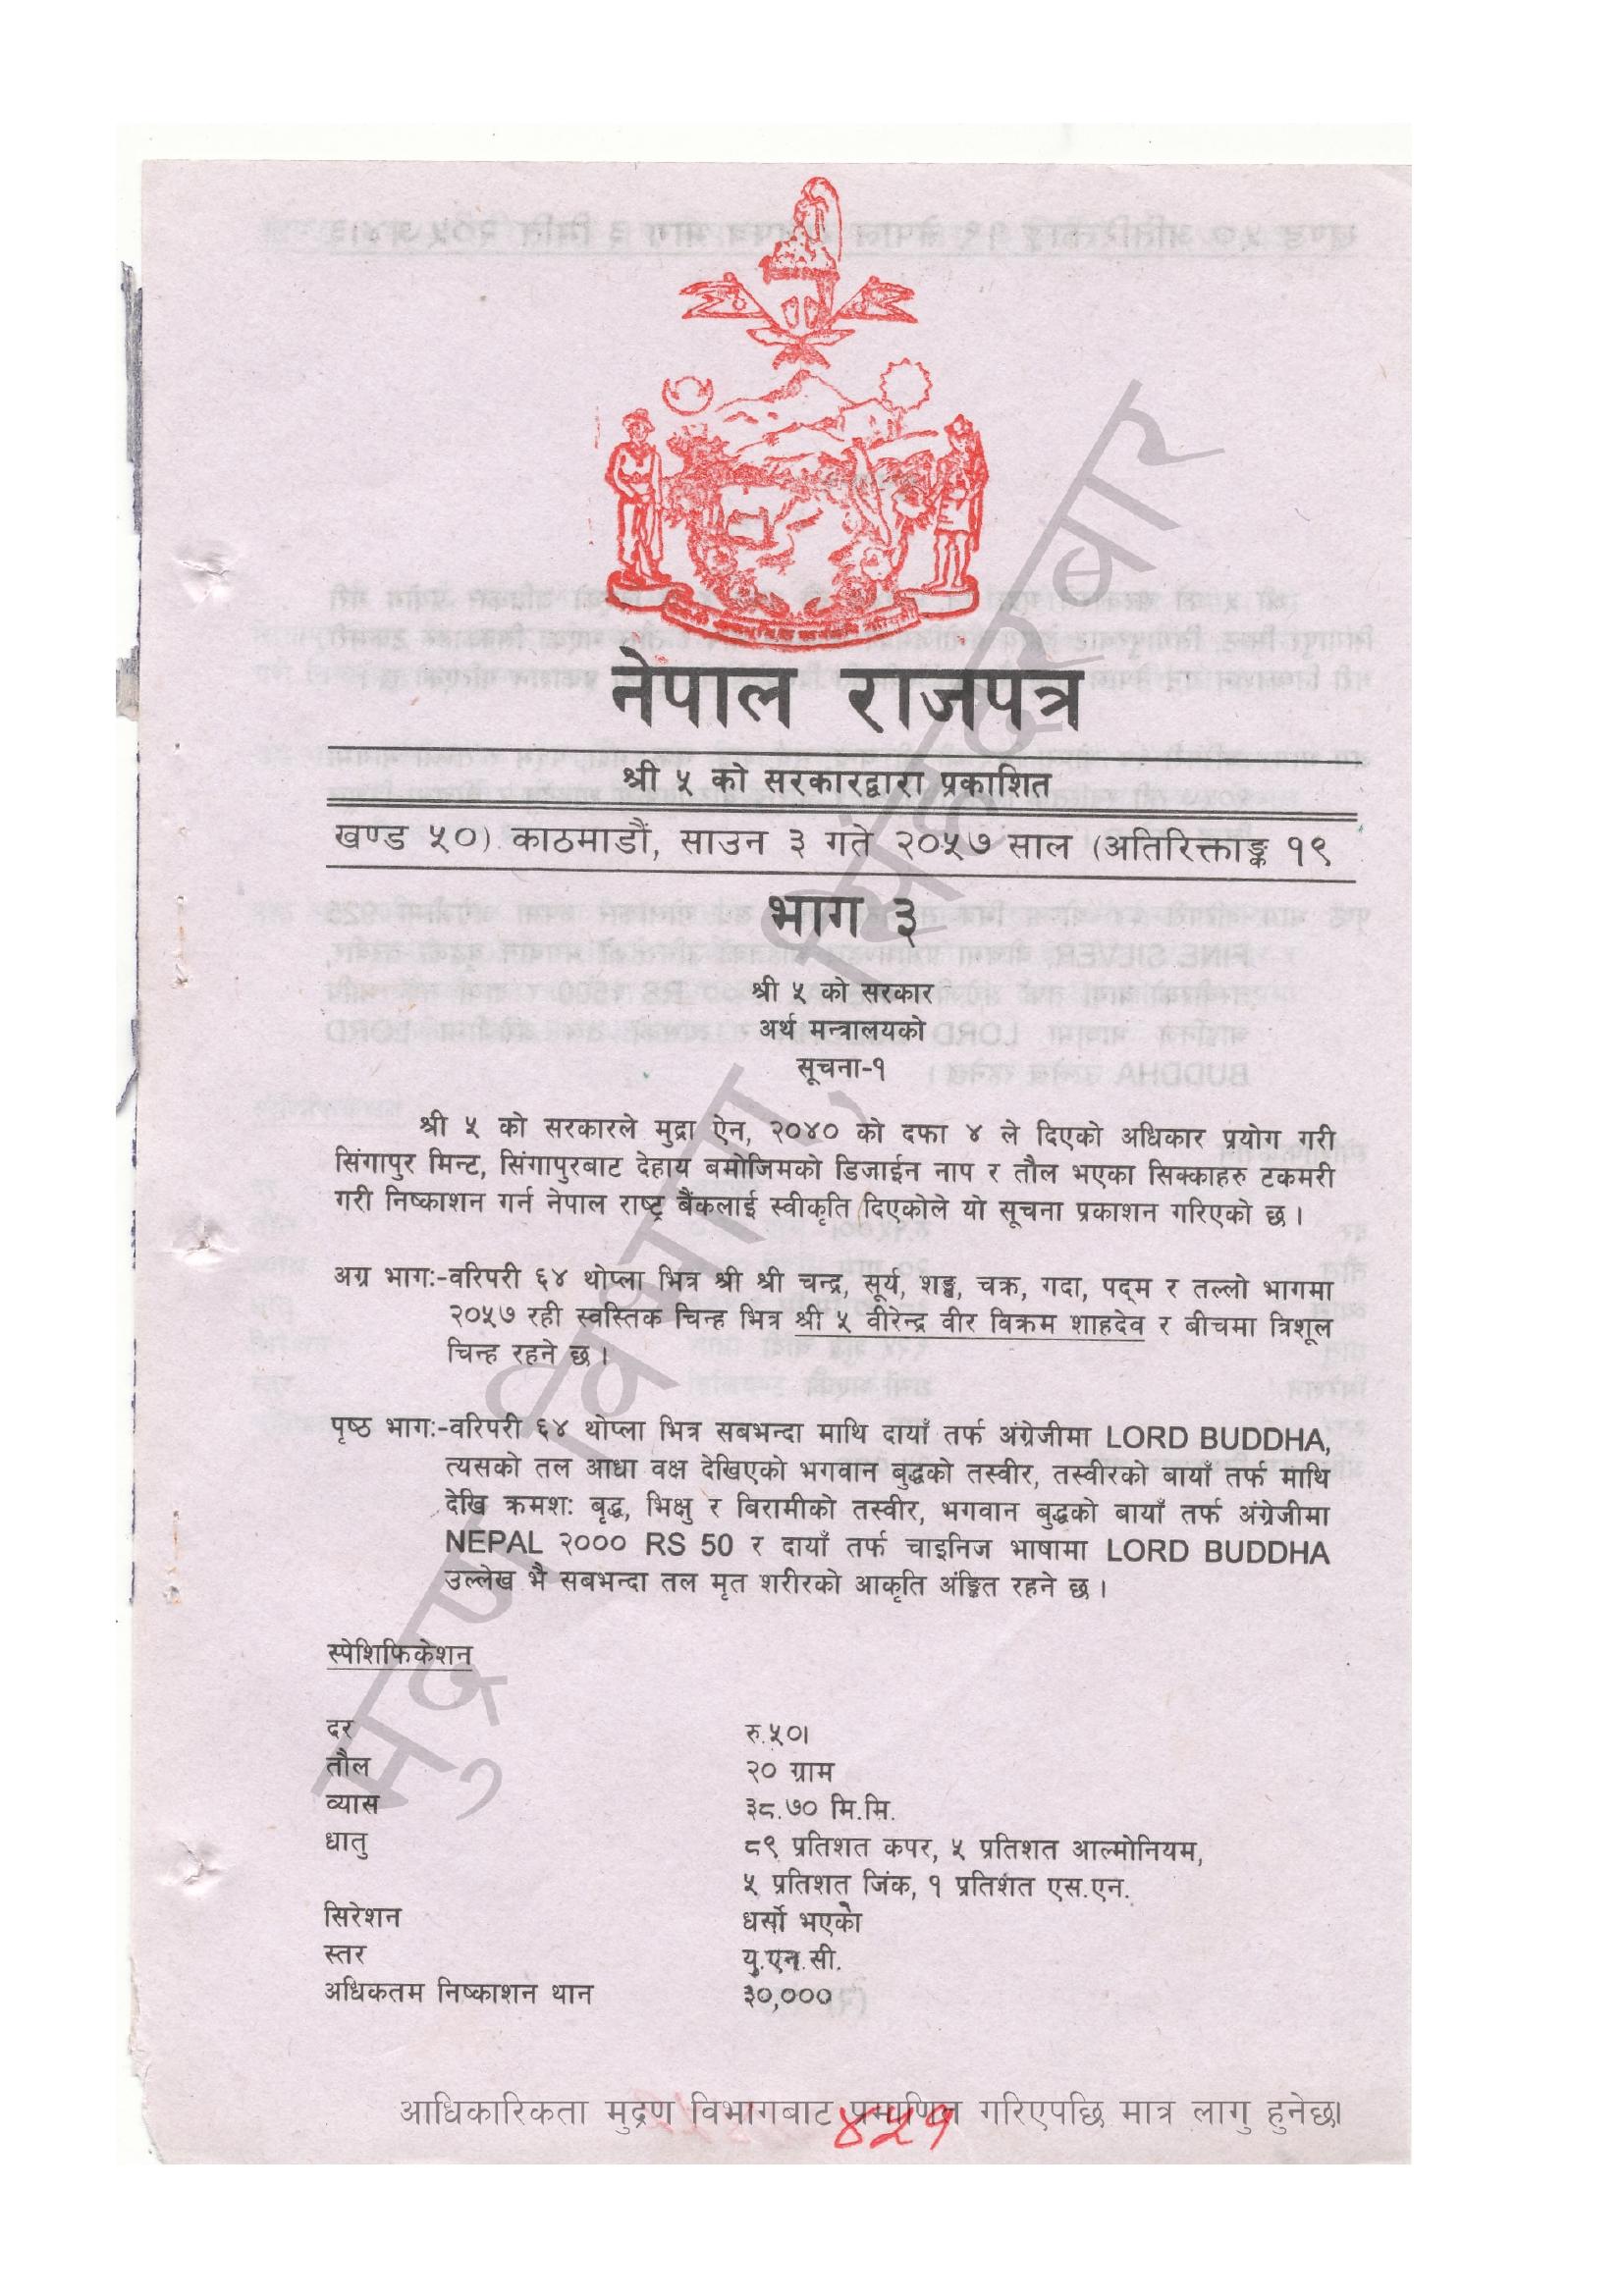 नेपाल राजपत्र
श्री ५ को सरकारद्वारा प्रकाशित
खण्ड ५०) काठमाडौं, साउन ३ गते २०५७ साल (अतिरिक्ताङ्क १९
भाग ३
श्री ५ को सरकार
अर्थ मन्त्रालयको
सूचना-१
श्री ५ को सरकारले मुद्रा ऐन, २०४० को दफा ४ ले दिएको अधिकार प्रयोग गरी
सिंगापुर मिन्ट, सिंगापुरबाट देहाय बमोजिमको डिजाईन नाप र तौल भएका सिक्काहरु टकमरी
गरी निष्काशन गर्न नेपाल राष्ट्र बैंकलाई स्वीकृति दिएकोले यो सूचना प्रकाशन गरिएको छ ।
अग्र भागः-वरिपरी ६४ थोप्ला भित्र श्री श्री चन्द्र, सूर्य, शङ्ख, चक्र, गदा, पद्म र तल्लो भागमा
२०५७ रही स्वस्तिक चिन्ह भित्र श्री ५ वीरेन्द्र वीर विक्रम शाहदेव र बीचमा त्रिशूल
चिन्ह रहने छ ।
पृष्ठ भागः-वरिपरी ६४ थोप्ला भित्र सबभन्दा माथि दायाँ तर्फ अंग्रेजीमा LORD BUDDHA,
त्यसको तल आधा वक्ष देखिएको भगवान बुद्धको तस्वीर, तस्वीरको बायाँ तर्फ माथि
देखि क्रमशः बृद्ध, भिक्षु र बिरामीको तस्वीर, भगवान बुद्धको बायाँ तर्फ अंग्रेजीमा
NEPAL २००० RS 50 र दायाँ तर्फ चाइनिज भाषामा LORD BUDDHA
उल्लेख भै सबभन्दा तल मृत शरीरको आकृति अंङ्कित रहने छ ।
स्पेशिफिकेशन
दर रु.५०।
तौल २० ग्राम
व्यास ३८.७० मि.मि.
धातु ८९ प्रतिशत कपर, ५ प्रतिशत आल्मोनियम,
५ प्रतिशत जिंक, १ प्रतिशत एस.एन.
सिरेशन धर्सो भएको
स्तर यु.एन.सी.
अधिकतम निष्काशन थान ३०,०००
मुद्रण विभाग, सिंहदरबार
आधिकारिकता मुद्रण विभागबाट प्रमाणित गरिएपछि मात्र लागु हुनेछ।
४५१